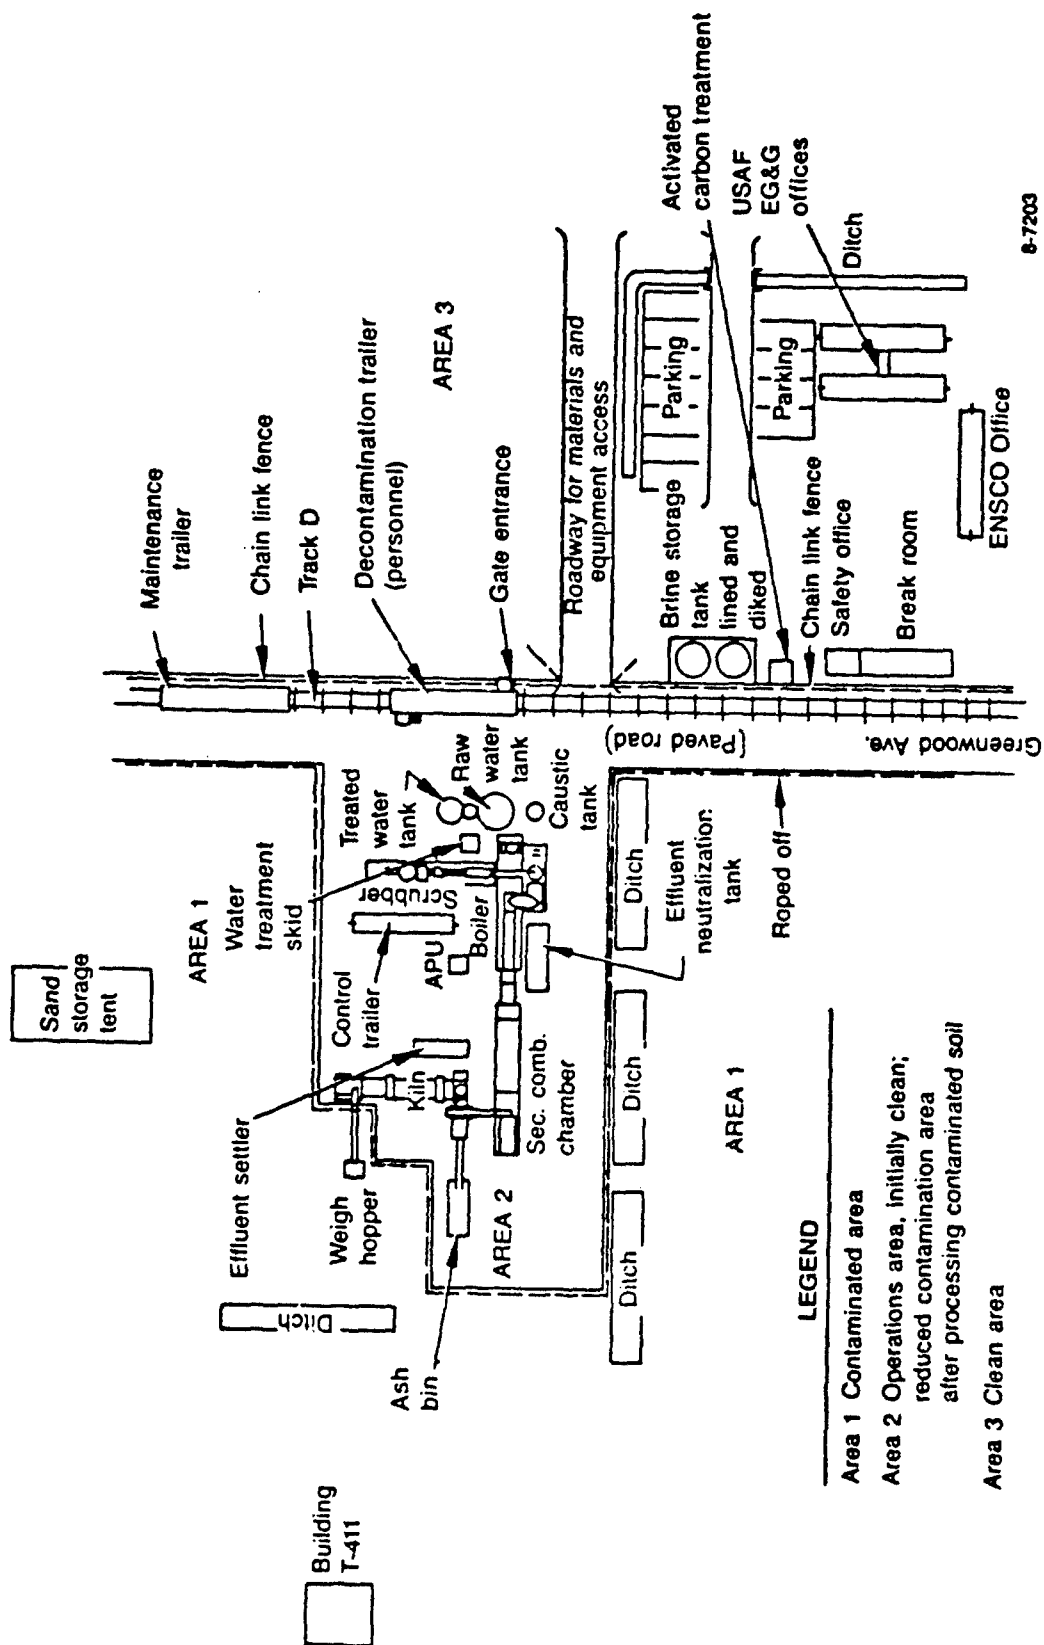 Building
T-411
Sand
storage
tent
AREA 1
Water
treatment
skid
Effluent settler
Weigh
hopper
Ditch
Ash
bin
AREA 2
Control
trailer
Kiln
APU
Scrubber
Boiler
Sec. comb.
chamber
Treated
water
tank
Raw
water
tank
Caustic
tank
Ditch
Ditch
Ditch
Effluent
neutralization
tank
Roped off
AREA 1
(Paved road)
Greenwood Ave.
Maintenance
trailer
Chain link fence
Track D
Decontamination trailer
(personnel)
Gate entrance
AREA 3
Roadway for materials and
equipment access
Brine storage
tank
lined and
diked
Parking
Parking
Activated
carbon treatment
USAF
EG&G
offices
Ditch
Chain link fence
Safety office
Break room
ENSCO Office
LEGEND
Area 1 Contaminated area
Area 2 Operations area, initially clean;
reduced contamination area
after processing contaminated soil
Area 3 Clean area
8-7203